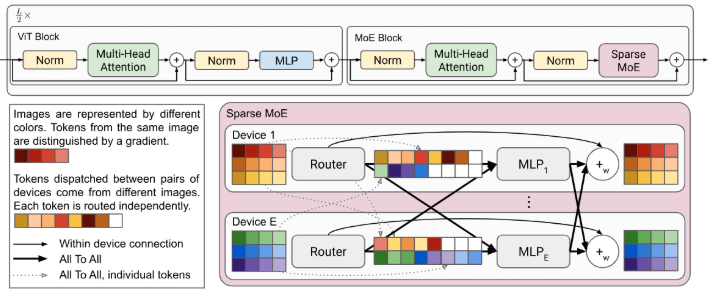 L/2 ×
ViT Block
Norm
Multi-Head
Attention
+
Norm
MLP
+
MoE Block
Norm
Multi-Head
Attention
+
Norm
Sparse
MoE
+
Images are represented by different
colors. Tokens from the same image
are distinguished by a gradient.
Tokens dispatched between pairs of
devices come from different images.
Each token is routed independently.
Within device connection
All To All
All To All, individual tokens
Sparse MoE
Device 1
Router
MLP₁
+w
⋮
Device E
Router
MLP_E
+w